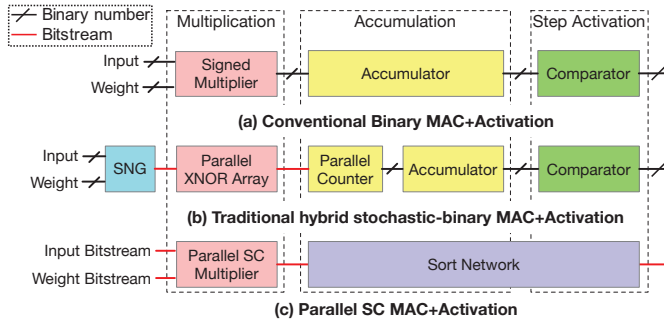 Binary number
Bitstream
Multiplication
Accumulation
Step Activation
Input
Weight
Signed
Multiplier
Accumulator
Comparator
(a) Conventional Binary MAC+Activation
Input
Weight
SNG
Parallel
XNOR Array
Parallel
Counter
Accumulator
Comparator
(b) Traditional hybrid stochastic-binary MAC+Activation
Input Bitstream
Weight Bitstream
Parallel SC
Multiplier
Sort Network
(c) Parallel SC MAC+Activation